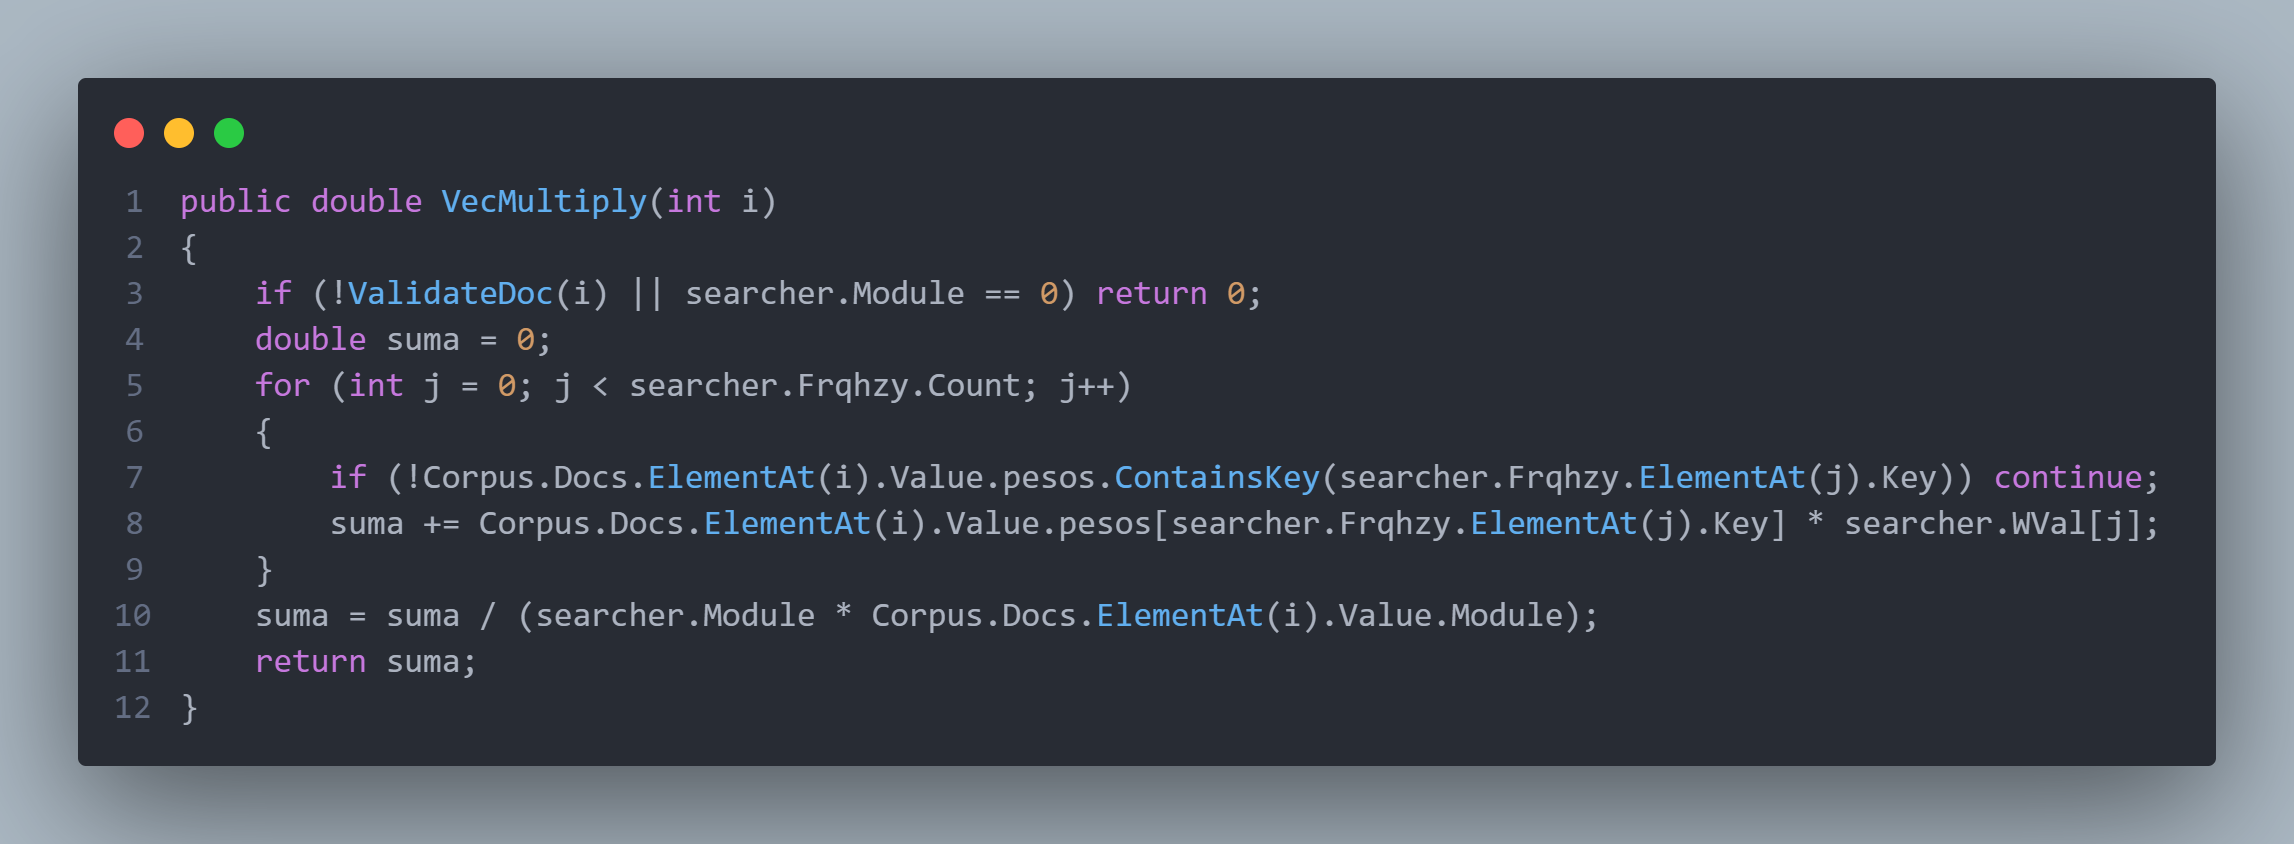 1 public double VecMultiply(int i)
2 {
3     if (!ValidateDoc(i) || searcher.Module == 0) return 0;
4     double suma = 0;
5     for (int j = 0; j < searcher.Frqhzy.Count; j++)
6     {
7         if (!Corpus.Docs.ElementAt(i).Value.pesos.ContainsKey(searcher.Frqhzy.ElementAt(j).Key)) continue;
8         suma += Corpus.Docs.ElementAt(i).Value.pesos[searcher.Frqhzy.ElementAt(j).Key] * searcher.WVal[j];
9     }
10     suma = suma / (searcher.Module * Corpus.Docs.ElementAt(i).Value.Module);
11     return suma;
12 }